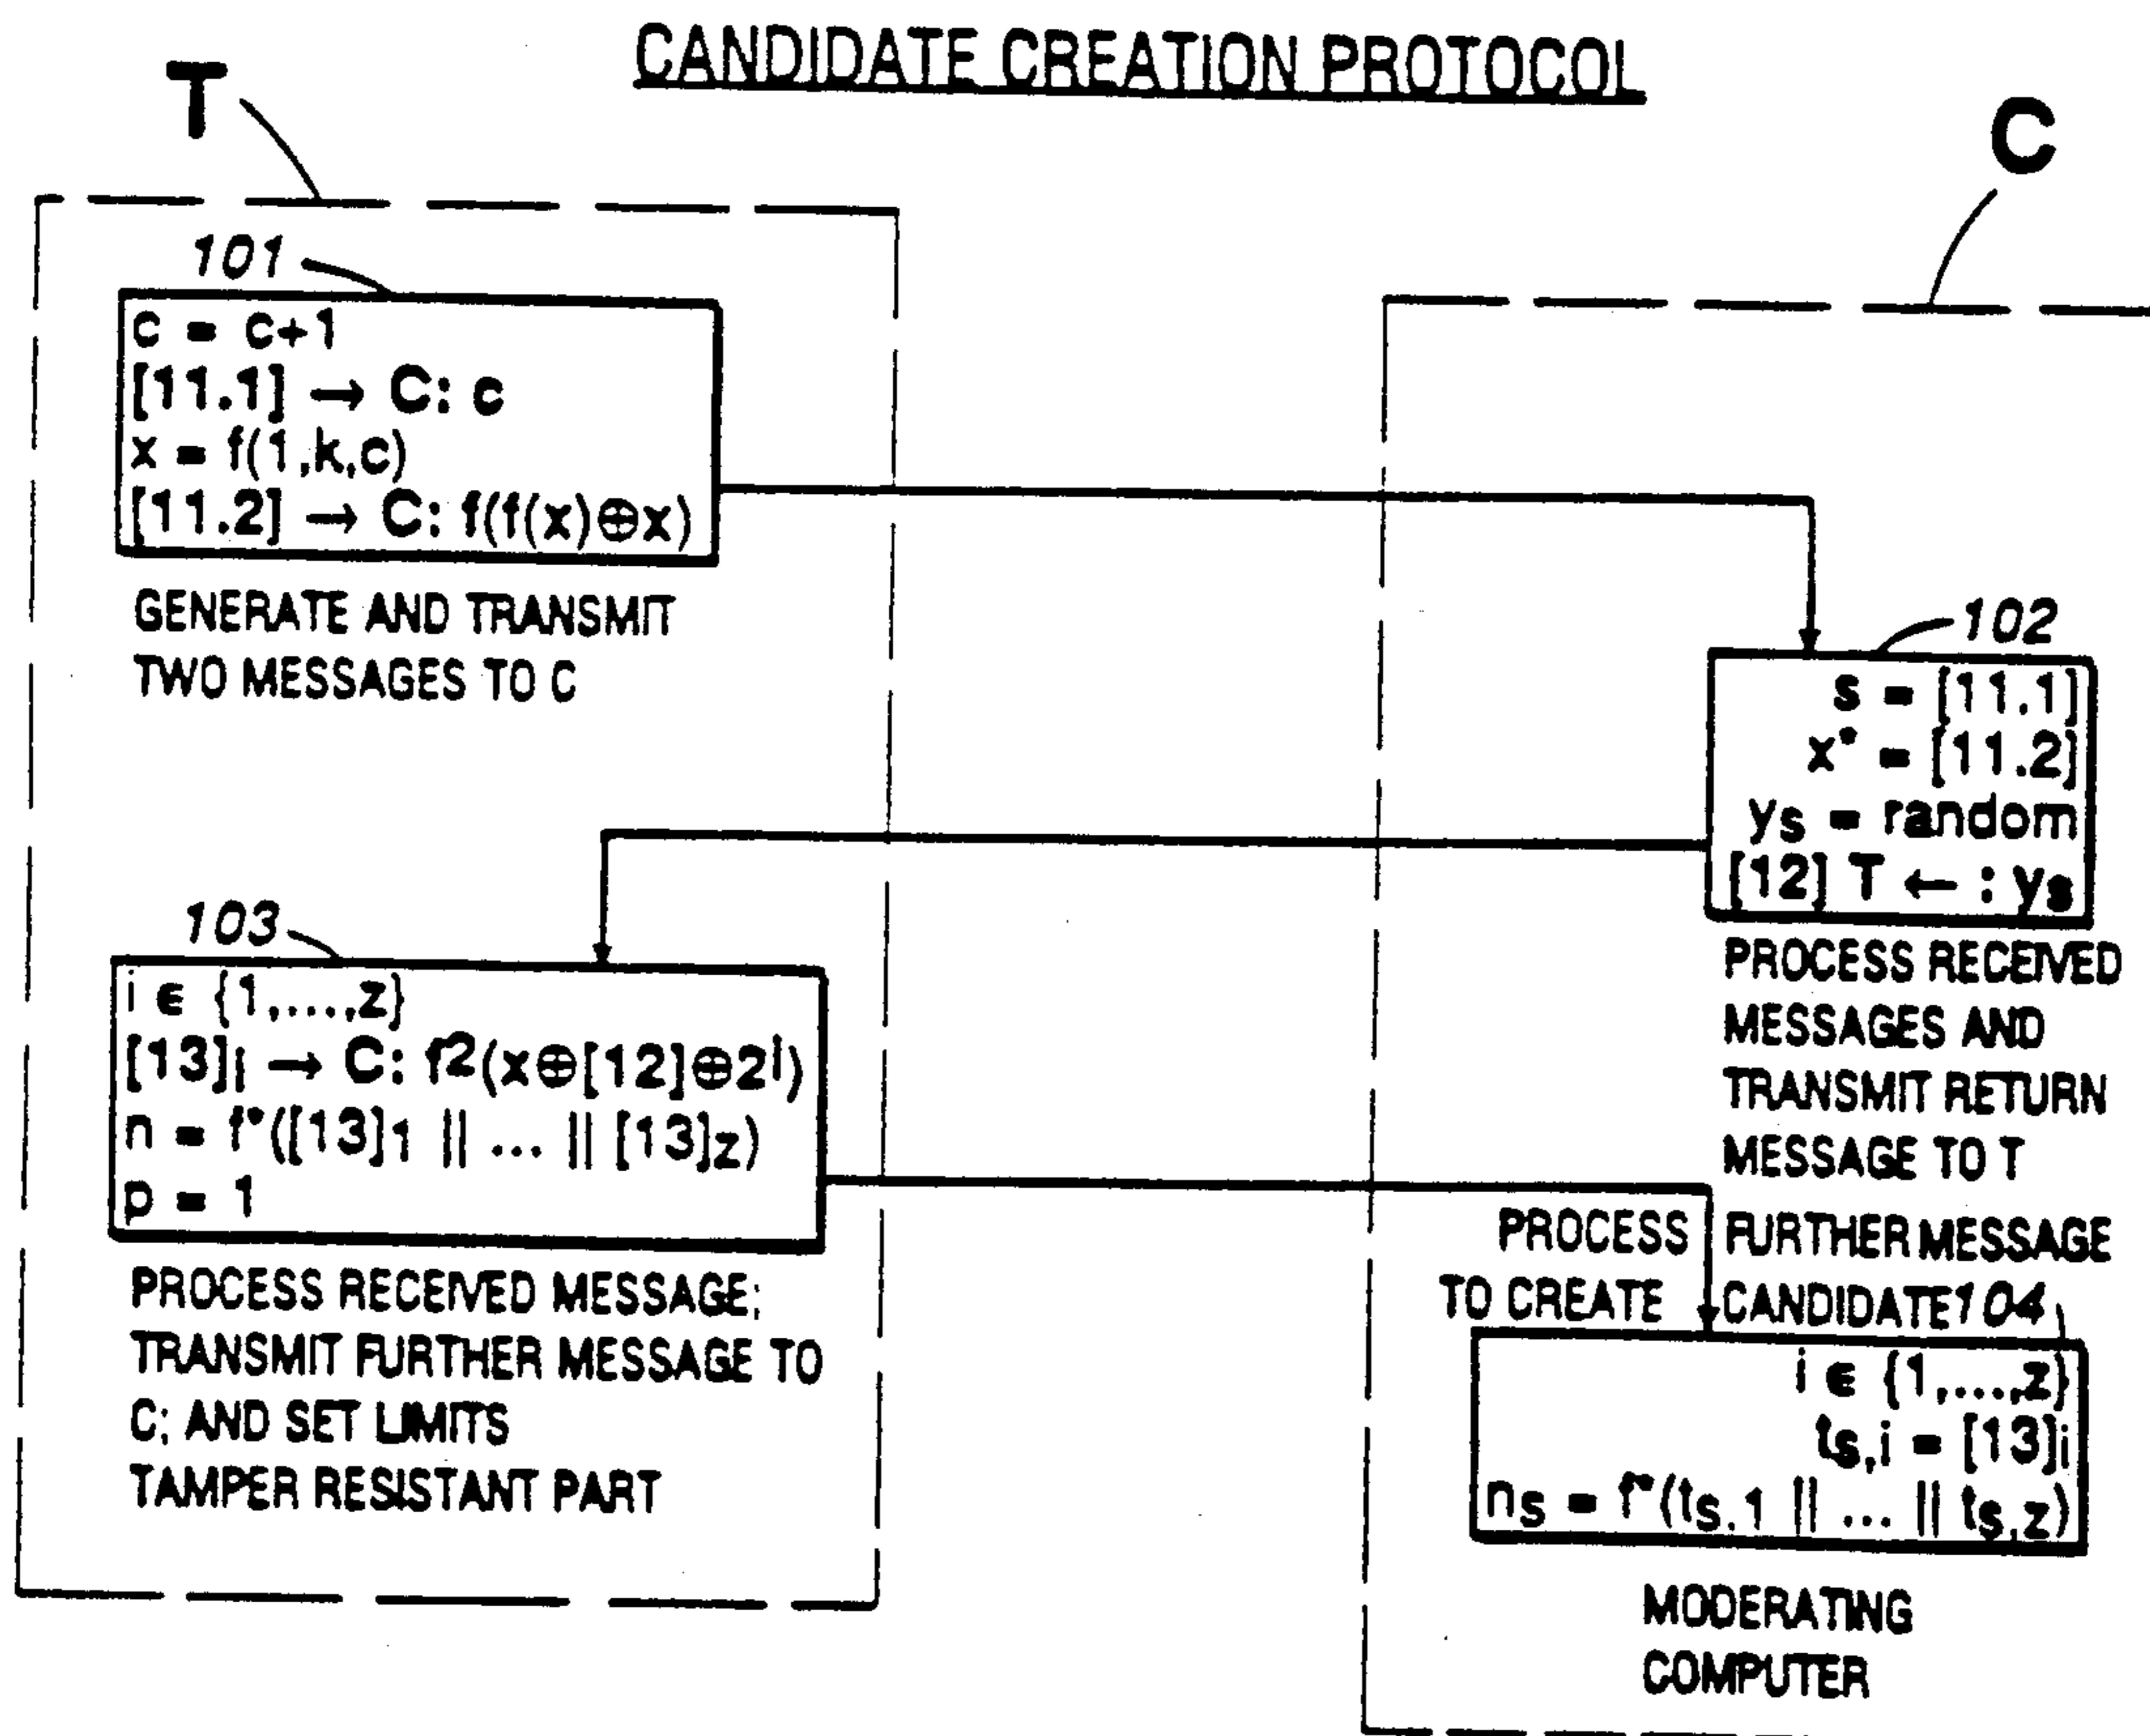 CANDIDATE CREATION PROTOCOL
T
C
101
c = c+1
[11.1] → C: c
x = f(1,k,c)
[11.2] → C: f(f(x)⊕x)
GENERATE AND TRANSMIT
TWO MESSAGES TO C
102
s = [11.1]
x* = [11.2]
ys = random
[12] T ← : ys
PROCESS RECEIVED
MESSAGES AND
TRANSMIT RETURN
MESSAGE TO T
103
i ∈ {1,...,z}
[13]i → C: f2(x⊕[12]⊕2i)
n = f*([13]1 || ... || [13]z)
p = 1
PROCESS RECEIVED MESSAGE;
TRANSMIT FURTHER MESSAGE TO
C; AND SET LIMITS
TAMPER RESISTANT PART
PROCESS FURTHER MESSAGE
TO CREATE CANDIDATE 104
i ∈ {1,...,z}
ts,i = [13]i
ns = f*(ts,1 || ... || ts,z)
MODERATING
COMPUTER